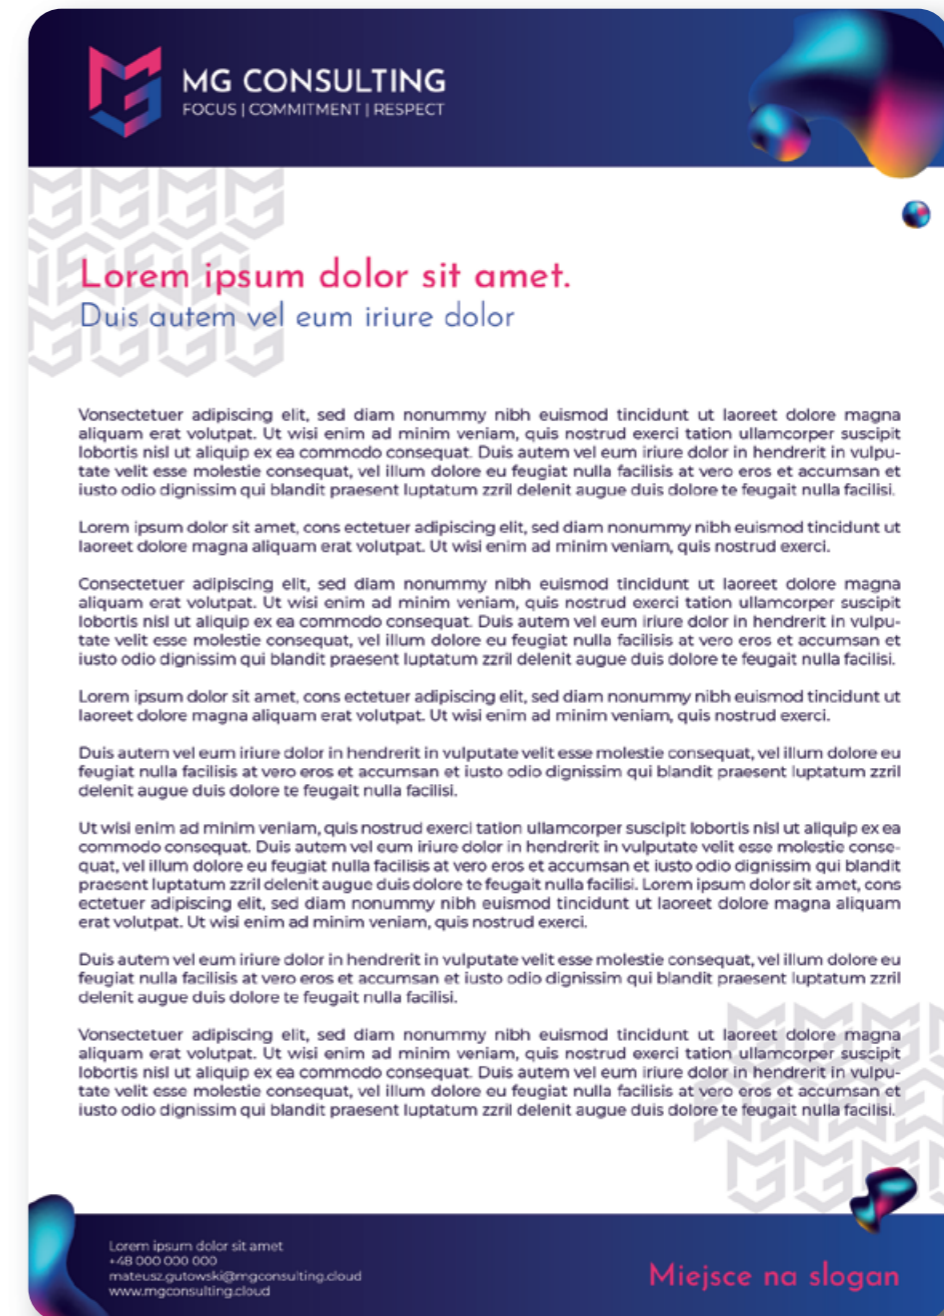 MG CONSULTING
FOCUS | COMMITMENT | RESPECT
Lorem ipsum dolor sit amet.
Duis autem vel eum iriure dolor
Vonsectetuer adipiscing elit, sed diam nonummy nibh euismod tincidunt ut laoreet dolore magna
aliquam erat volutpat. Ut wisi enim ad minim veniam, quis nostrud exerci tation ullamcorper suscipit
lobortis nisl ut aliquip ex ea commodo consequat. Duis autem vel eum iriure dolor in hendrerit in vulpu-
tate velit esse molestie consequat, vel illum dolore eu feugiat nulla facilisis at vero eros et accumsan et
iusto odio dignissim qui blandit praesent luptatum zzril delenit augue duis dolore te feugait nulla facilisi.
Lorem ipsum dolor sit amet, cons ectetuer adipiscing elit, sed diam nonummy nibh euismod tincidunt ut
laoreet dolore magna aliquam erat volutpat. Ut wisi enim ad minim veniam, quis nostrud exerci.
Consectetuer adipiscing elit, sed diam nonummy nibh euismod tincidunt ut laoreet dolore magna
aliquam erat volutpat. Ut wisi enim ad minim veniam, quis nostrud exerci tation ullamcorper suscipit
lobortis nisl ut aliquip ex ea commodo consequat. Duis autem vel eum iriure dolor in hendrerit in vulpu-
tate velit esse molestie consequat, vel illum dolore eu feugiat nulla facilisis at vero eros et accumsan et
iusto odio dignissim qui blandit praesent luptatum zzril delenit augue duis dolore te feugait nulla facilisi.
Lorem ipsum dolor sit amet, cons ectetuer adipiscing elit, sed diam nonummy nibh euismod tincidunt ut
laoreet dolore magna aliquam erat volutpat. Ut wisi enim ad minim veniam, quis nostrud exerci.
Duis autem vel eum iriure dolor in hendrerit in vulputate velit esse molestie consequat, vel illum dolore eu
feugiat nulla facilisis at vero eros et accumsan et iusto odio dignissim qui blandit praesent luptatum zzril
delenit augue duis dolore te feugait nulla facilisi.
Ut wisi enim ad minim veniam, quis nostrud exerci tation ullamcorper suscipit lobortis nisl ut aliquip ex ea
commodo consequat. Duis autem vel eum iriure dolor in hendrerit in vulputate velit esse molestie conse-
quat, vel illum dolore eu feugiat nulla facilisis at vero eros et accumsan et iusto odio dignissim qui blandit
praesent luptatum zzril delenit augue duis dolore te feugait nulla facilisi. Lorem ipsum dolor sit amet, cons
ectetuer adipiscing elit, sed diam nonummy nibh euismod tincidunt ut laoreet dolore magna aliquam
erat volutpat. Ut wisi enim ad minim veniam, quis nostrud exerci.
Duis autem vel eum iriure dolor in hendrerit in vulputate velit esse molestie consequat, vel illum dolore eu
feugiat nulla facilisis at vero eros et accumsan et iusto odio dignissim qui blandit praesent luptatum zzril
delenit augue duis dolore te feugait nulla facilisi.
Vonsectetuer adipiscing elit, sed diam nonummy nibh euismod tincidunt ut laoreet dolore magna
aliquam erat volutpat. Ut wisi enim ad minim veniam, quis nostrud exerci tation ullamcorper suscipit
lobortis nisl ut aliquip ex ea commodo consequat. Duis autem vel eum iriure dolor in hendrerit in vulpu-
tate velit esse molestie consequat, vel illum dolore eu feugiat nulla facilisis at vero eros et accumsan et
iusto odio dignissim qui blandit praesent luptatum zzril delenit augue duis dolore te feugait nulla facilisi.
Lorem ipsum dolor sit amet
+48 000 000 000
mateusz.gutowski@mgconsulting.cloud
www.mgconsulting.cloud
Miejsce na slogan